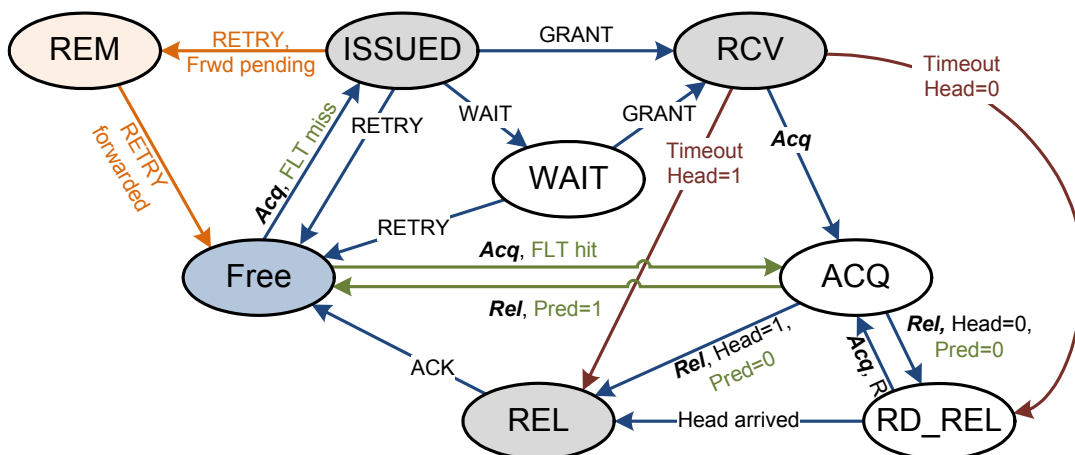 REM
RETRY,
Frwd pending
ISSUED
GRANT
RCV
Timeout
Head=0
RETRY
forwarded
Acq, FLT miss
RETRY
WAIT
GRANT
WAIT
Timeout
Head=1
Acq
RETRY
Free
Acq, FLT hit
Rel, Pred=1
ACQ
Rel, Head=1,
Pred=0
Rel, Head=0,
Pred=0
Acq, R
ACK
REL
Head arrived
RD_REL